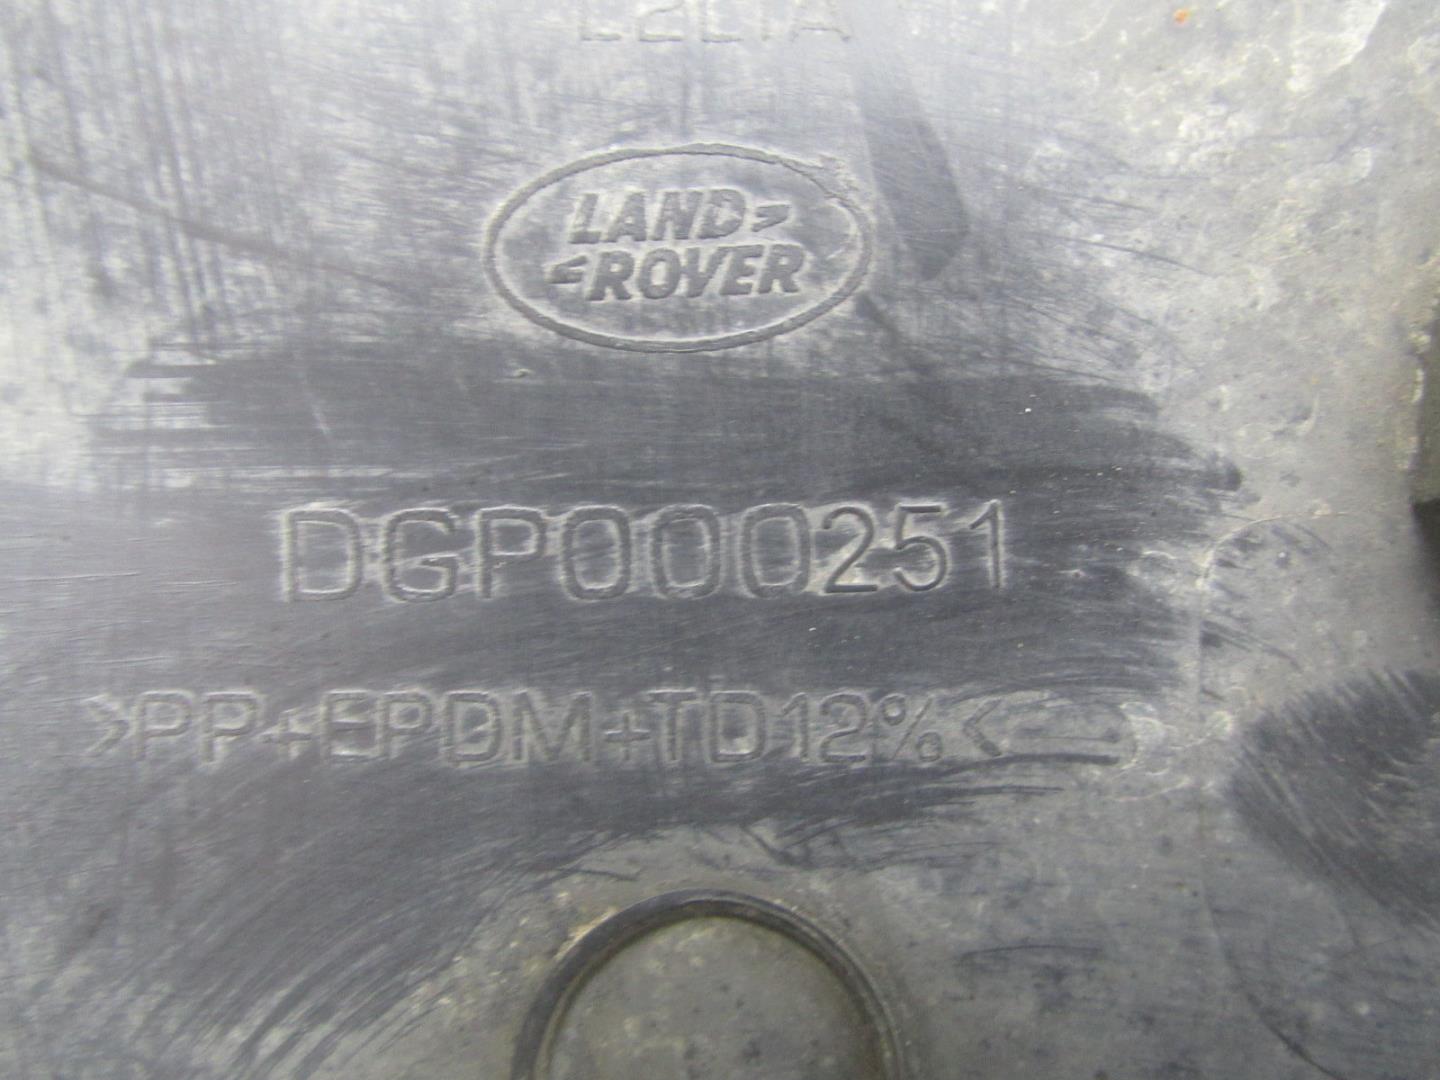 LAND
ROVER
DGP000251
>PP+EPDM+TD12%<